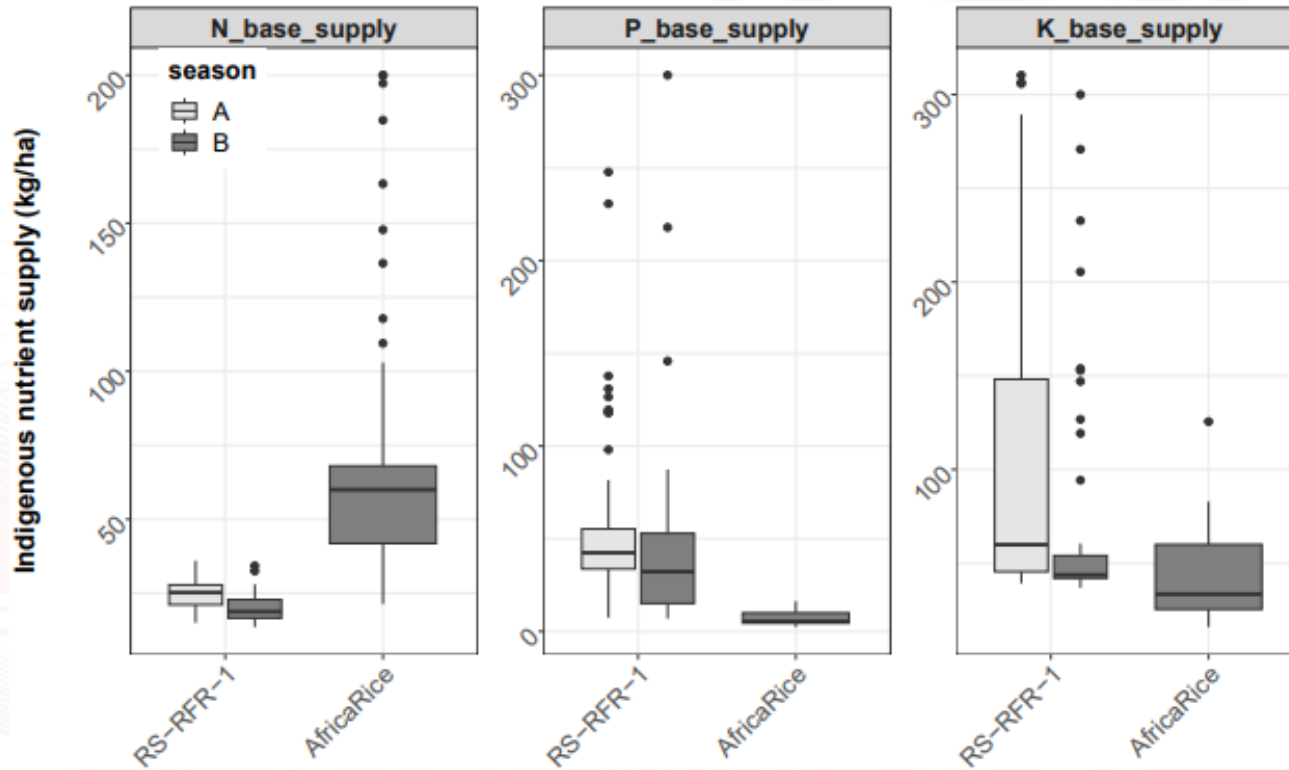 Indigenous nutrient supply (kg/ha)
N_base_supply
season
A
B
200
150
100
50
RS-RFR-1
AfricaRice
P_base_supply
300
200
100
0
RS-RFR-1
AfricaRice
K_base_supply
300
200
100
RS-RFR-1
AfricaRice